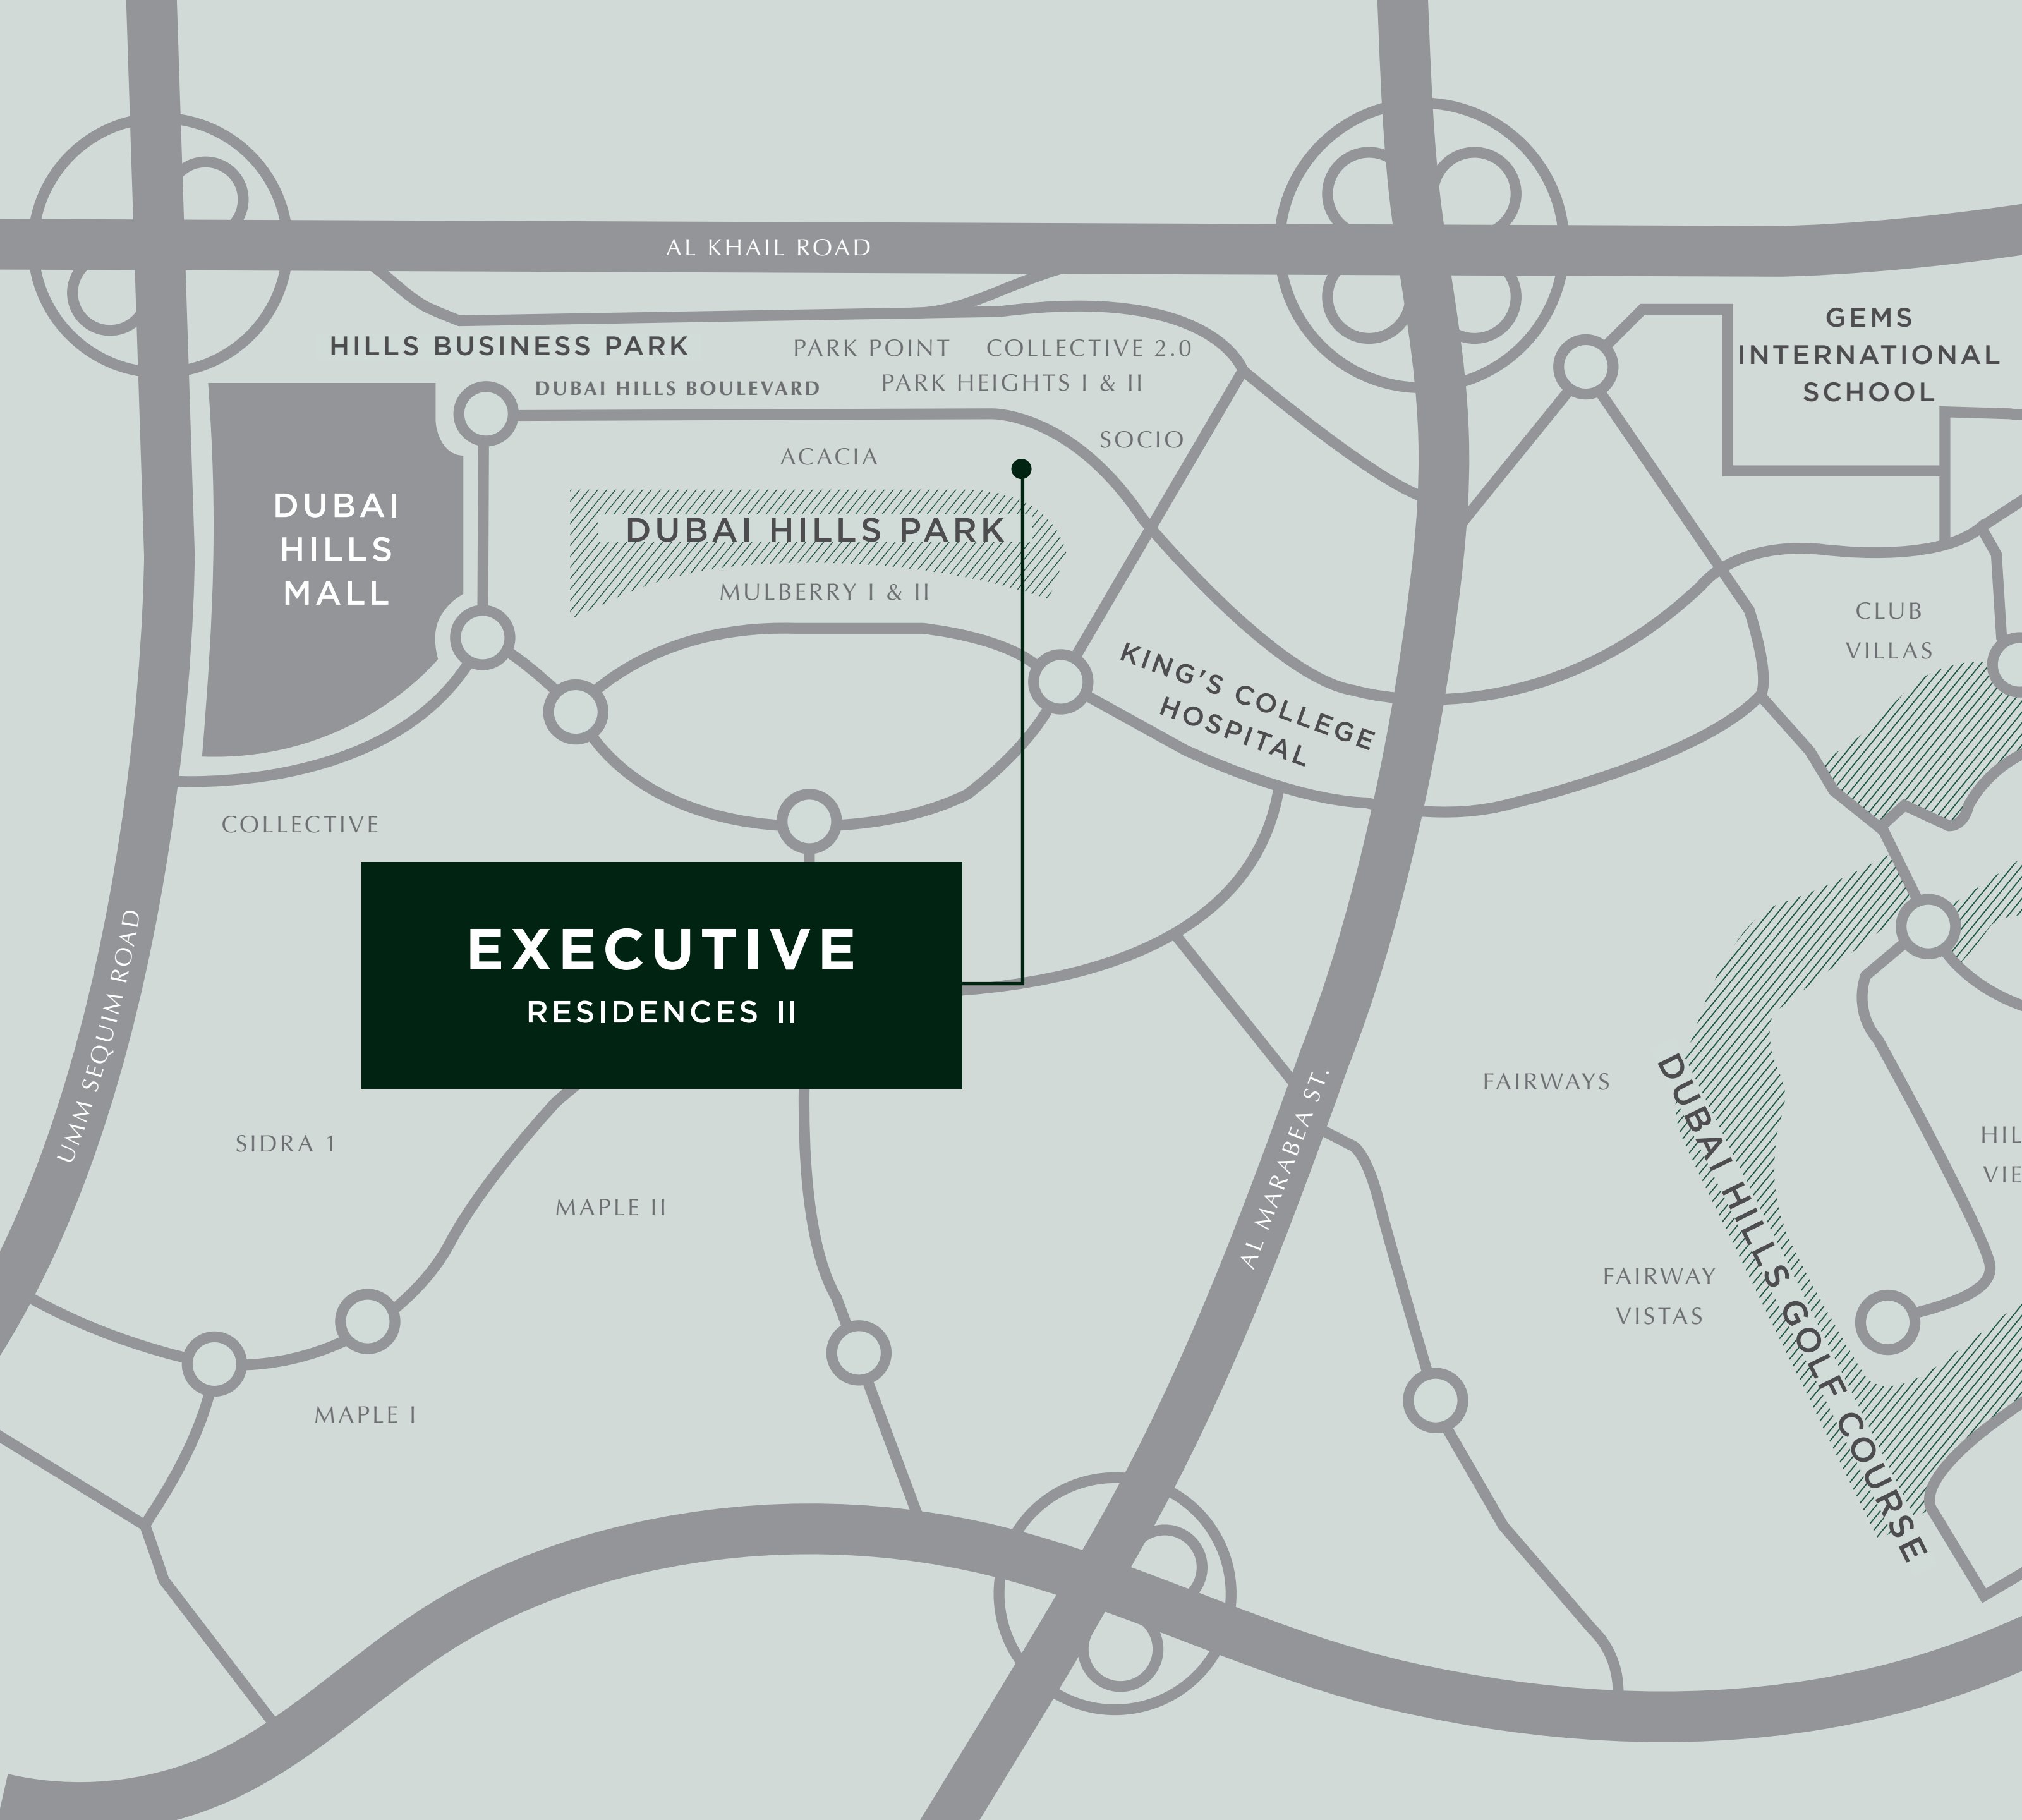 AL KHAIL ROAD
GEMS
INTERNATIONAL
SCHOOL
HILLS BUSINESS PARK
PARK POINT
COLLECTIVE 2.0
DUBAI HILLS BOULEVARD
PARK HEIGHTS I & II
SOCIO
ACACIA
DUBAI
HILLS
MALL
DUBAI HILLS PARK
MULBERRY I & II
CLUB
VILLAS
KING'S COLLEGE
HOSPITAL
COLLECTIVE
EXECUTIVE
RESIDENCES II
UMM SEQUIM ROAD
AL MARABEA ST.
FAIRWAYS
SIDRA 1
HIL
VIE
MAPLE II
DUBAI HILLS GOLF COURSE
FAIRWAY
VISTAS
MAPLE I